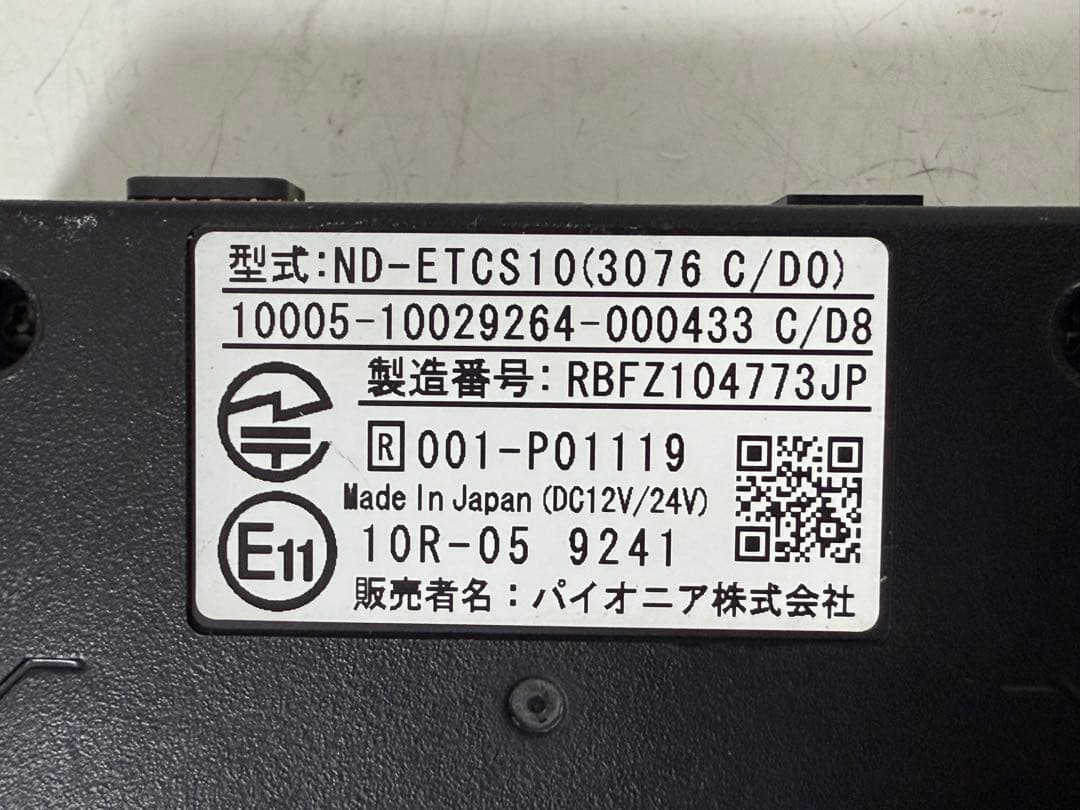 型式:ND-ETCS10(3076 C/D0)
10005-10029264-000433 C/D8
製造番号:RBFZ104773JP
R 001-P01119
Made In Japan (DC12V/24V)
E11 10R-05 9241
販売者名:パイオニア株式会社